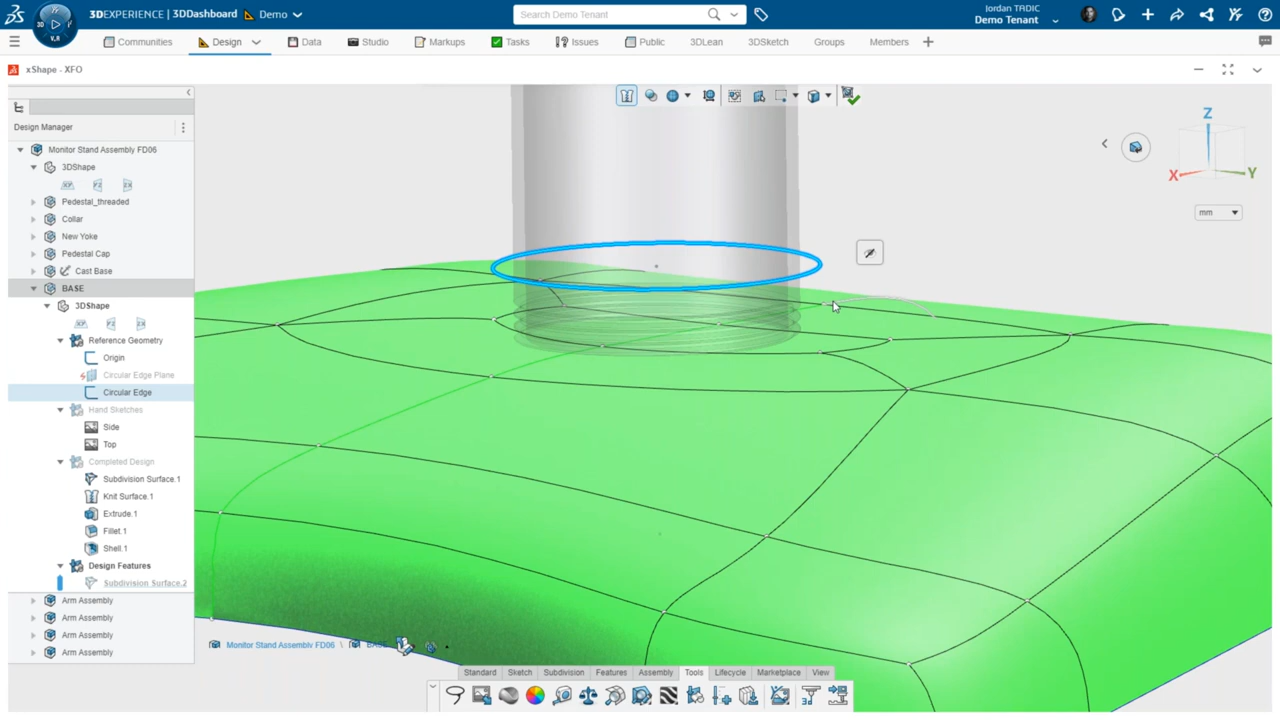 3DEXPERIENCE | 3DDashboard Demo
Search Demo Tenant
Jordan TRDIC
Demo Tenant
3D
V.R
Communities
Design
Data
Studio
Markups
Tasks
Issues
Public
3DLean
3DSketch
Groups
Members
xShape - XFO
Design Manager
Monitor Stand Assembly FD06
3DShape
Pedestal_threaded
Collar
New Yoke
Pedestal Cap
Cast Base
BASE
3DShape
Reference Geometry
Origin
Circular Edge Plane
Circular Edge
Hand Sketches
Side
Top
Completed Design
Subdivision Surface.1
Knit Surface.1
Extrude.1
Fillet.1
Shell.1
Design Features
Subdivision Surface.2
Arm Assembly
Arm Assembly
Arm Assembly
Arm Assembly
Z
X
Y
mm
Monitor Stand Assembly FD06 \ BASE
Standard
Sketch
Subdivision
Features
Assembly
Tools
Lifecycle
Marketplace
View